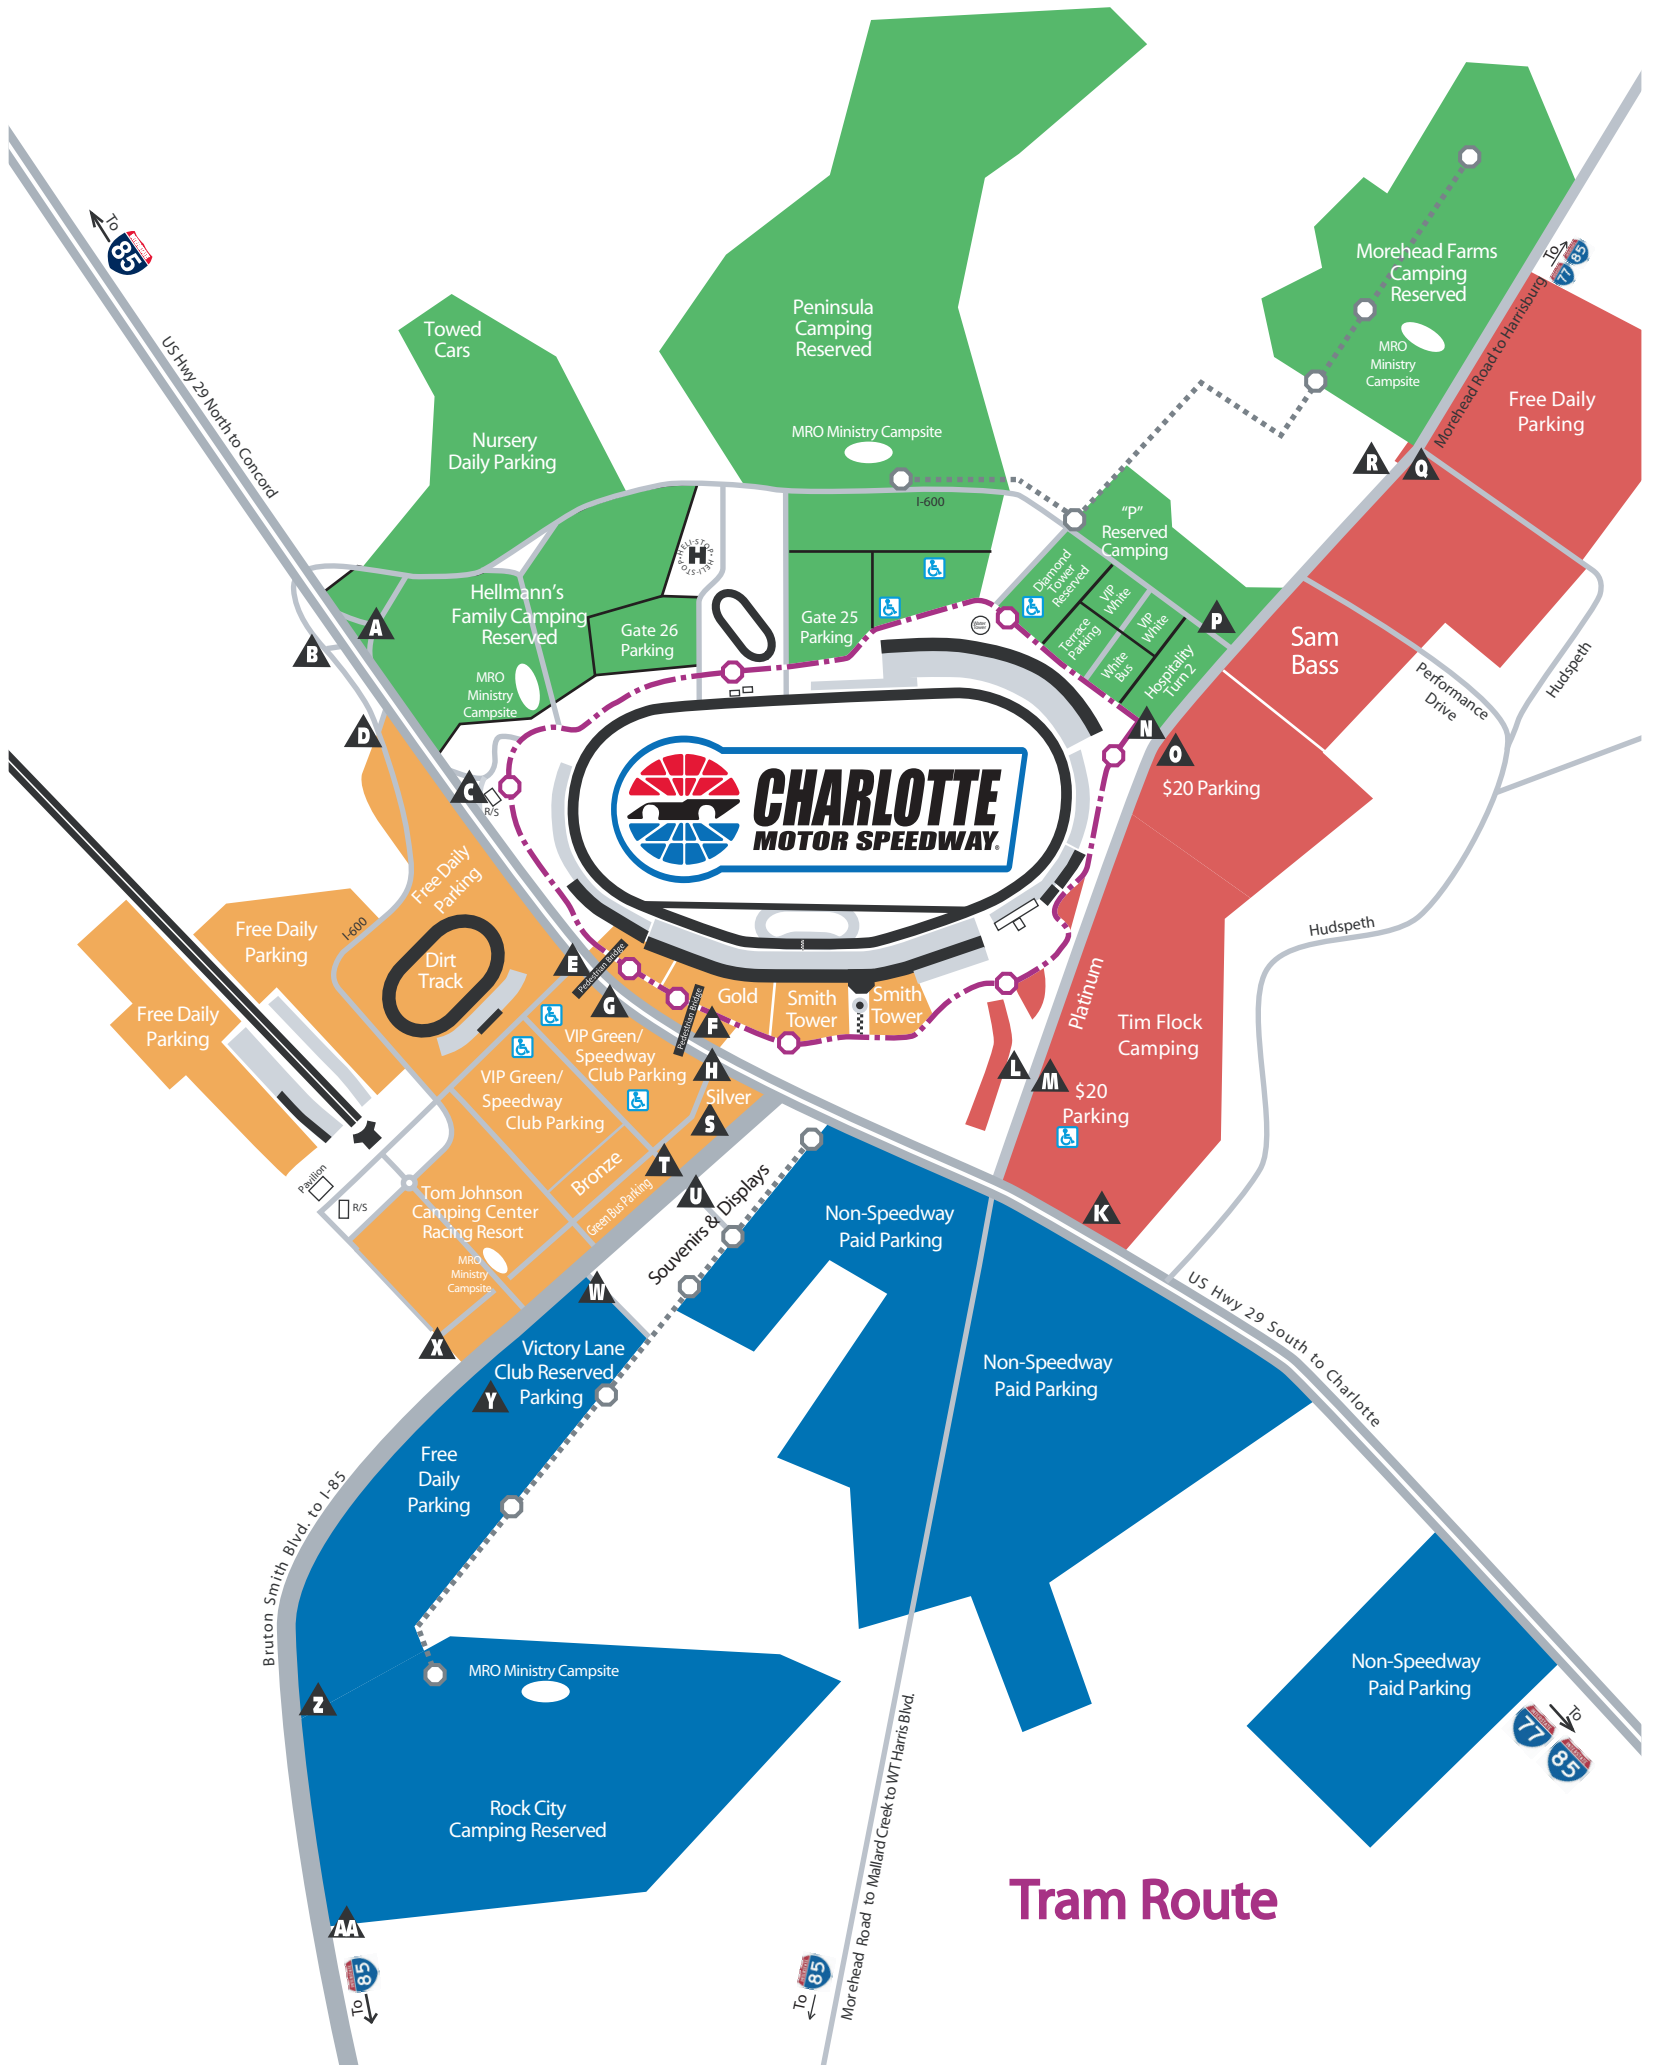 To
85
US Hwy 29 North to Concord
Towed
Cars
Nursery
Daily Parking
Peninsula
Camping
Reserved
MRO Ministry Campsite
I-600
Morehead Farms
Camping
Reserved
MRO
Ministry
Campsite
To
77
85
Morehead Road to Harrisburg
Free Daily
Parking
R
Q
"P"
Reserved
Camping
HELI-STOP
H
HELI-STOP
Hellmann's
Family Camping
Reserved
MRO
Ministry
Campsite
Gate 26
Parking
Gate 25
Parking
Diamond
Tower
Reserved
VIP
White
VIP
White
Terrace
Parking
White
Bus
Hospitality
Turn 2
A
B
P
Sam
Bass
Performance
Drive
Hudspeth
D
C
R/S
N
O
$20 Parking
CHARLOTTE
MOTOR SPEEDWAY®
Free Daily
Parking
Free Daily
Parking
I-600
Free Daily
Parking
Dirt
Track
E
Pedestrian Bridge
G
Pedestrian Bridge
F
Gold
Smith
Tower
Smith
Tower
Hudspeth
Platinum
Tim Flock
Camping
VIP Green/
Speedway
Club Parking
VIP Green/
Speedway
Club Parking
H
Silver
S
L
M
$20
Parking
Bronze
T
Green Bus Parking
U
Pavilion
R/S
Tom Johnson
Camping Center
Racing Resort
MRO
Ministry
Campsite
Souvenirs & Displays
K
Non-Speedway
Paid Parking
W
X
US Hwy 29 South to Charlotte
Victory Lane
Club Reserved
Parking
Y
Non-Speedway
Paid Parking
Free
Daily
Parking
Bruton Smith Blvd. to I-85
Z
MRO Ministry Campsite
Non-Speedway
Paid Parking
To
77
85
Rock City
Camping Reserved
Morehead Road to Mallard Creek to WT Harris Blvd.
Tram Route
AA
85
To
85
To